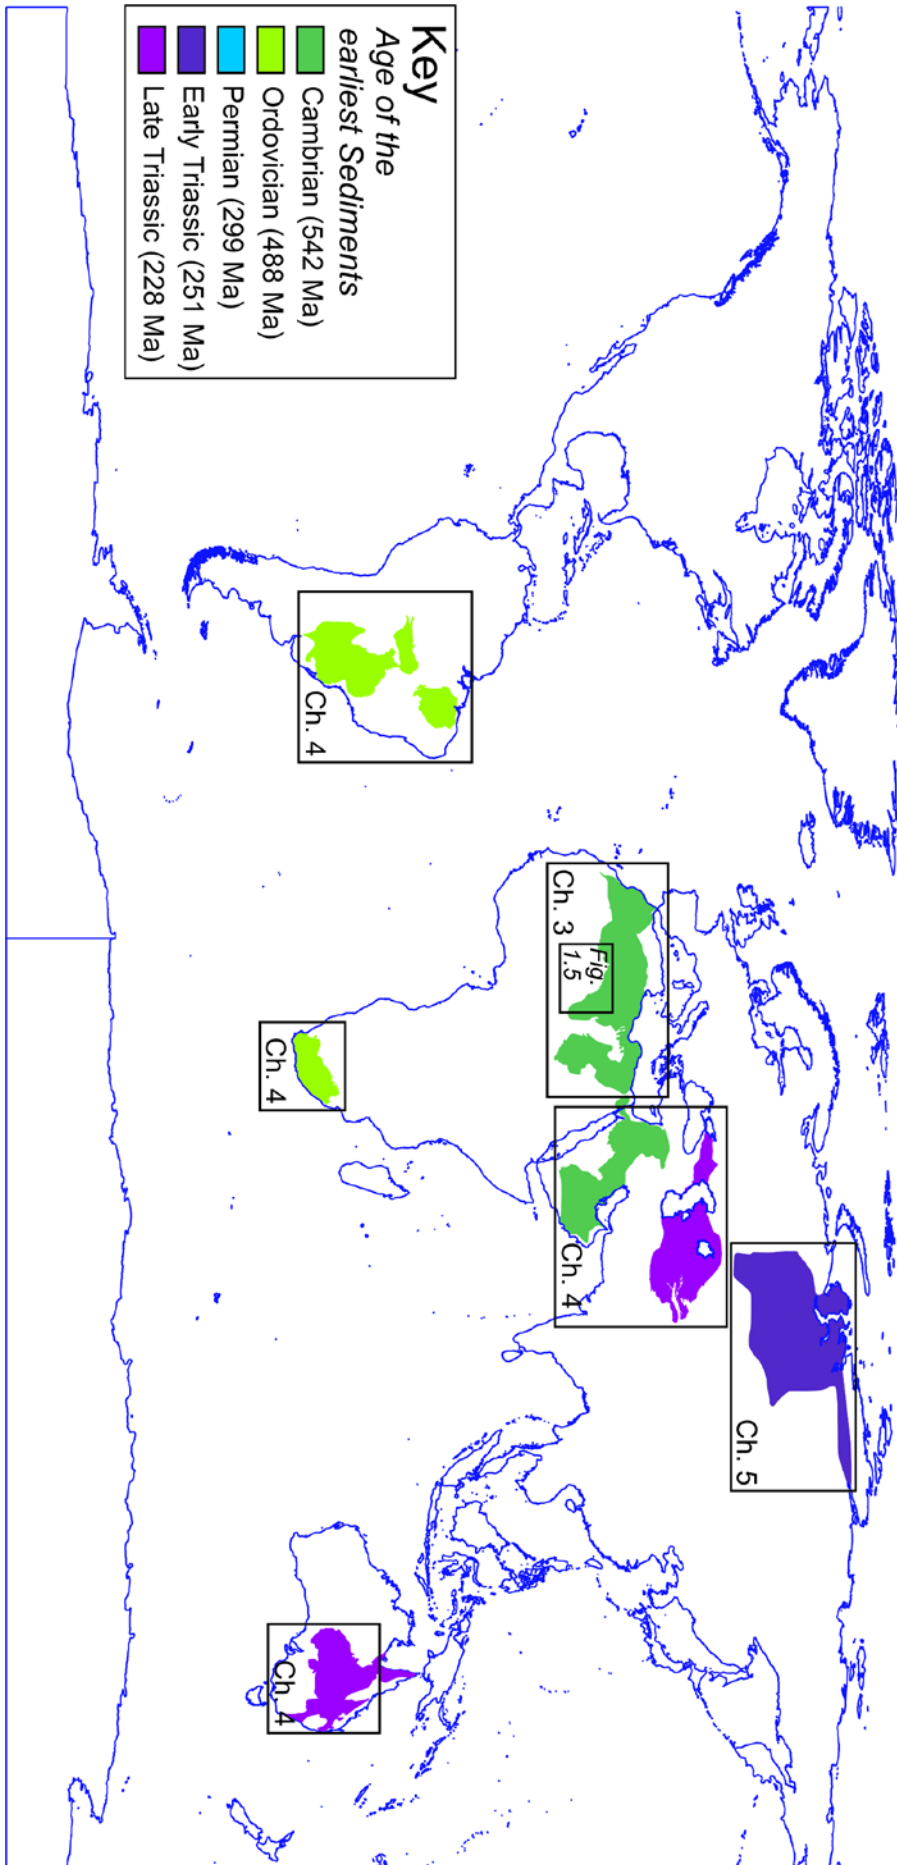 Key
Age of the
earliest Sediments
Cambrian (542 Ma)
Ordovician (488 Ma)
Permian (299 Ma)
Early Triassic (251 Ma)
Late Triassic (228 Ma)
Ch. 4
Ch. 3
Fig.
1.5
Ch. 4
Ch. 4
Ch. 5
Ch. 4